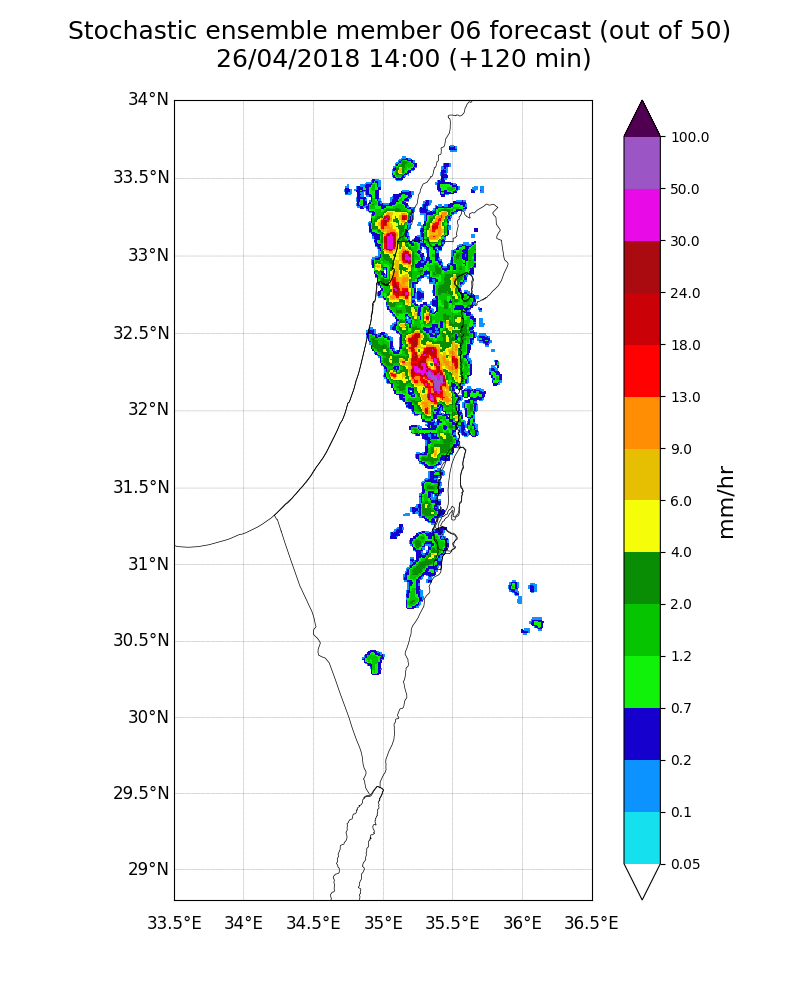 Stochastic ensemble member 06 forecast (out of 50)
26/04/2018 14:00 (+120 min)
34°N
33.5°N
33°N
32.5°N
32°N
31.5°N
31°N
30.5°N
30°N
29.5°N
29°N
33.5°E
34°E
34.5°E
35°E
35.5°E
36°E
36.5°E
100.0
50.0
30.0
24.0
18.0
13.0
9.0
6.0
4.0
2.0
1.2
0.7
0.2
0.1
0.05
mm/hr